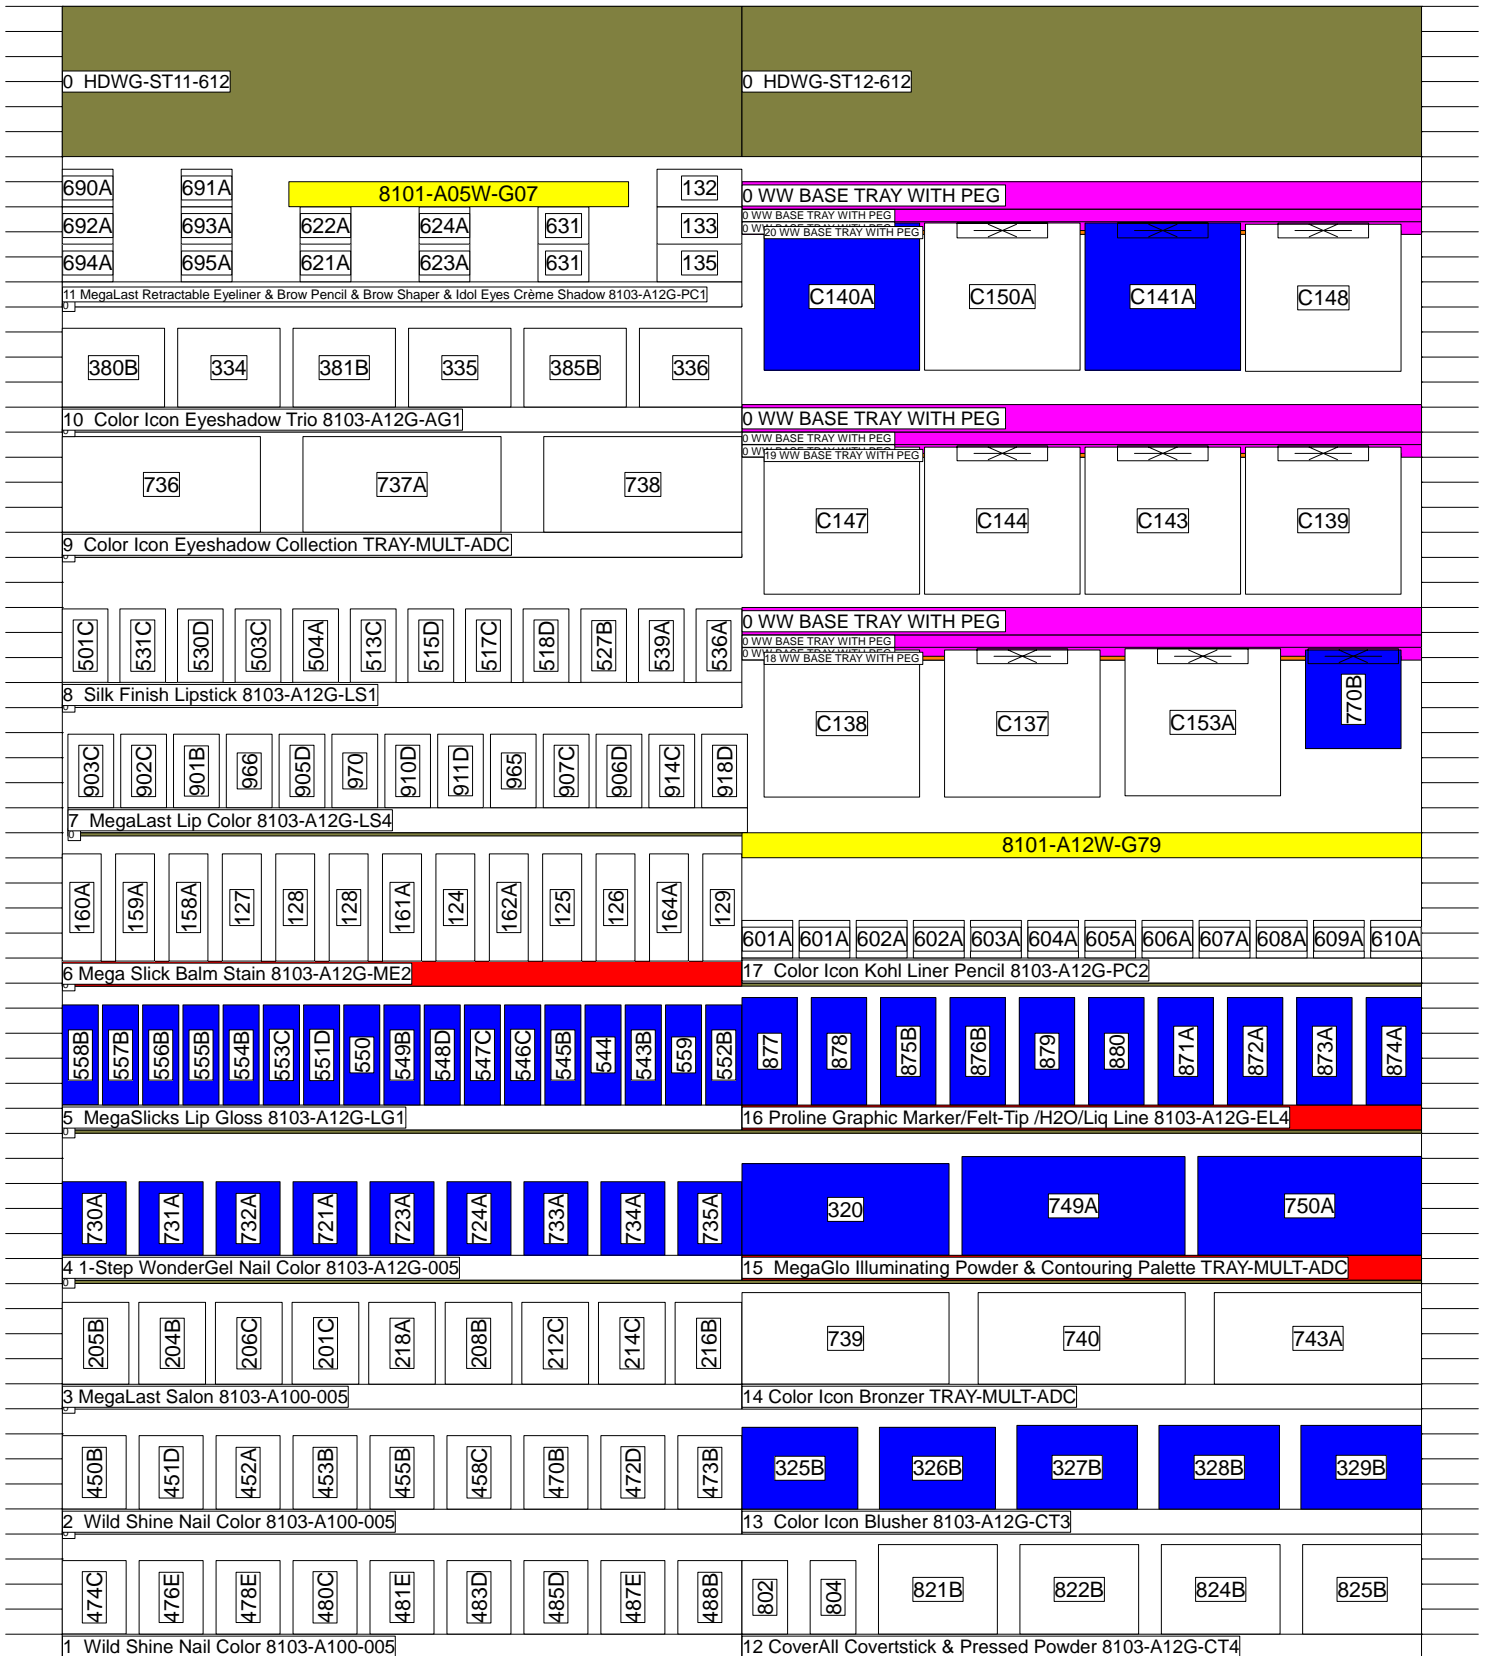 0 HDWG-ST11-612
0 HDWG-ST12-612
690A 691A 8101-A05W-G07 132
692A 693A 622A 624A 631 133
694A 695A 621A 623A 631 135
11 MegaLast Retractable Eyeliner & Brow Pencil & Brow Shaper & Idol Eyes Crème Shadow 8103-A12G-PC1
0
380B 334 381B 335 385B 336
10 Color Icon Eyeshadow Trio 8103-A12G-AG1
0
736 737A 738
9 Color Icon Eyeshadow Collection TRAY-MULT-ADC
0
501C 531C 530D 503C 504A 513C 515D 517C 518D 527B 539A 536A
8 Silk Finish Lipstick 8103-A12G-LS1
0
903C 902C 901B 966 905D 970 910D 911D 965 907C 906D 914C 918D
7 MegaLast Lip Color 8103-A12G-LS4
0
160A 159A 158A 127 128 128 161A 124 162A 125 126 164A 129
6 Mega Slick Balm Stain 8103-A12G-ME2
0
558B 557B 556B 555B 554B 553C 551D 550 549B 548D 547C 546C 545B 544 543B 559 552B
5 MegaSlicks Lip Gloss 8103-A12G-LG1
0
730A 731A 732A 721A 723A 724A 733A 734A 735A
4 1-Step WonderGel Nail Color 8103-A12G-005
0
205B 204B 206C 201C 218A 208B 212C 214C 216B
3 MegaLast Salon 8103-A100-005
0
450B 451D 452A 453B 455B 458C 470B 472D 473B
2 Wild Shine Nail Color 8103-A100-005
0
474C 476E 478E 480C 481E 483D 485D 487E 488B
1 Wild Shine Nail Color 8103-A100-005
0 WW BASE TRAY WITH PEG
0 WW BASE TRAY WITH PEG
0 WW
20 WW BASE TRAY WITH PEG
C140A C150A C141A C148
0 WW BASE TRAY WITH PEG
0 WW BASE TRAY WITH PEG
0 WW
19 WW BASE TRAY WITH PEG
C147 C144 C143 C139
0 WW BASE TRAY WITH PEG
0 WW BASE TRAY WITH PEG
0 WW
18 WW BASE TRAY WITH PEG
C138 C137 C153A 770B
8101-A12W-G79
601A 601A 602A 602A 603A 604A 605A 606A 607A 608A 609A 610A
17 Color Icon Kohl Liner Pencil 8103-A12G-PC2
877 878 875B 876B 879 880 871A 872A 873A 874A
16 Proline Graphic Marker/Felt-Tip /H2O/Liq Line 8103-A12G-EL4
320 749A 750A
15 MegaGlo Illuminating Powder & Contouring Palette TRAY-MULT-ADC
739 740 743A
14 Color Icon Bronzer TRAY-MULT-ADC
325B 326B 327B 328B 329B
13 Color Icon Blusher 8103-A12G-CT3
802 804 821B 822B 824B 825B
12 CoverAll Covertstick & Pressed Powder 8103-A12G-CT4